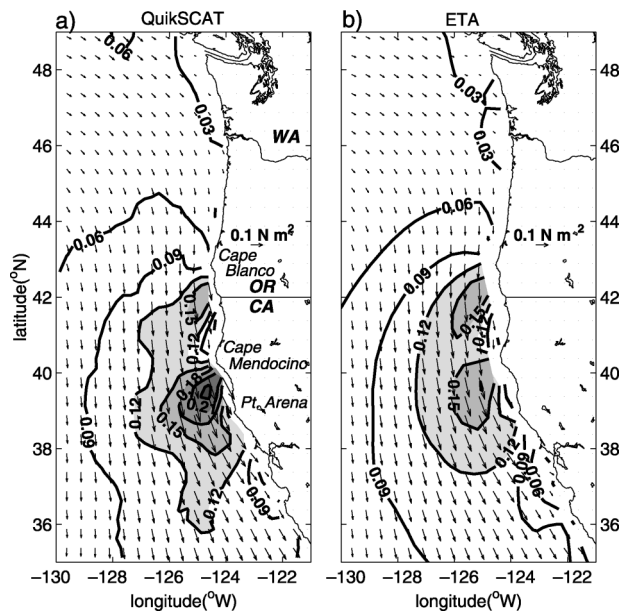 a) QuikSCAT
b) ETA
0.06
0.03
WA
0.06
0.09
0.1 N m²
Cape
Blanco
OR
CA
0.15
0.12
Cape
Mendocino
0.18
0.2
Pt. Arena
0.15
0.12
0.09
0.12
0.09
48
46
44
42
40
38
36
latitude(°N)
−130 −128 −126 −124 −122
longitude(°W)
0.03
0.03
0.06
0.1 N m²
0.09
0.12
0.15
0.15
0.12
0.09
0.06
0.09
48
46
44
42
40
38
36
−130 −128 −126 −124 −122
longitude(°W)